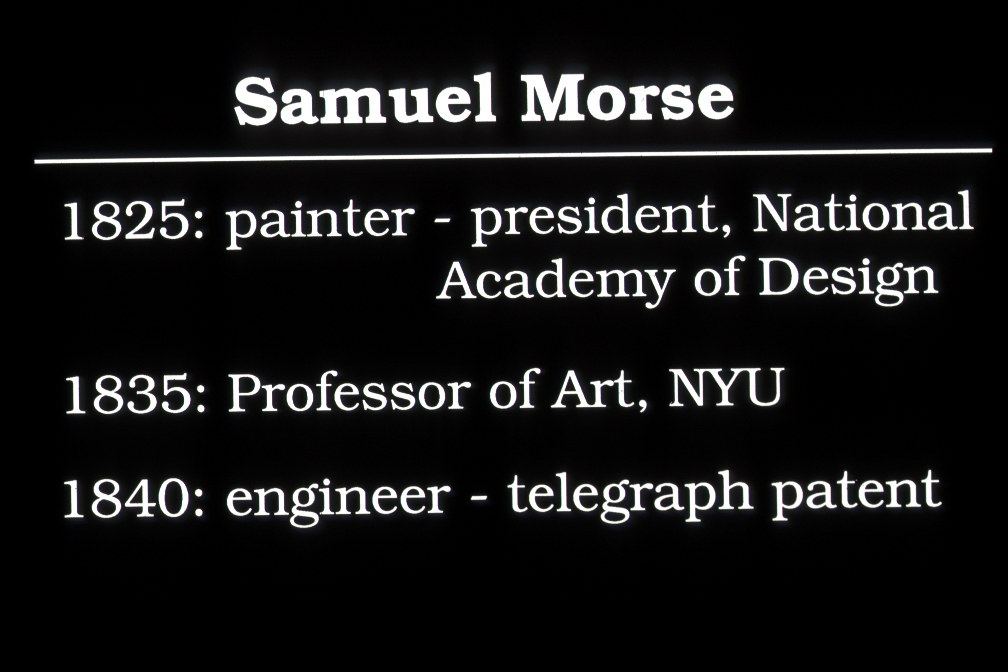 Samuel Morse
1825: painter - president, National
Academy of Design
1835: Professor of Art, NYU
1840: engineer - telegraph patent